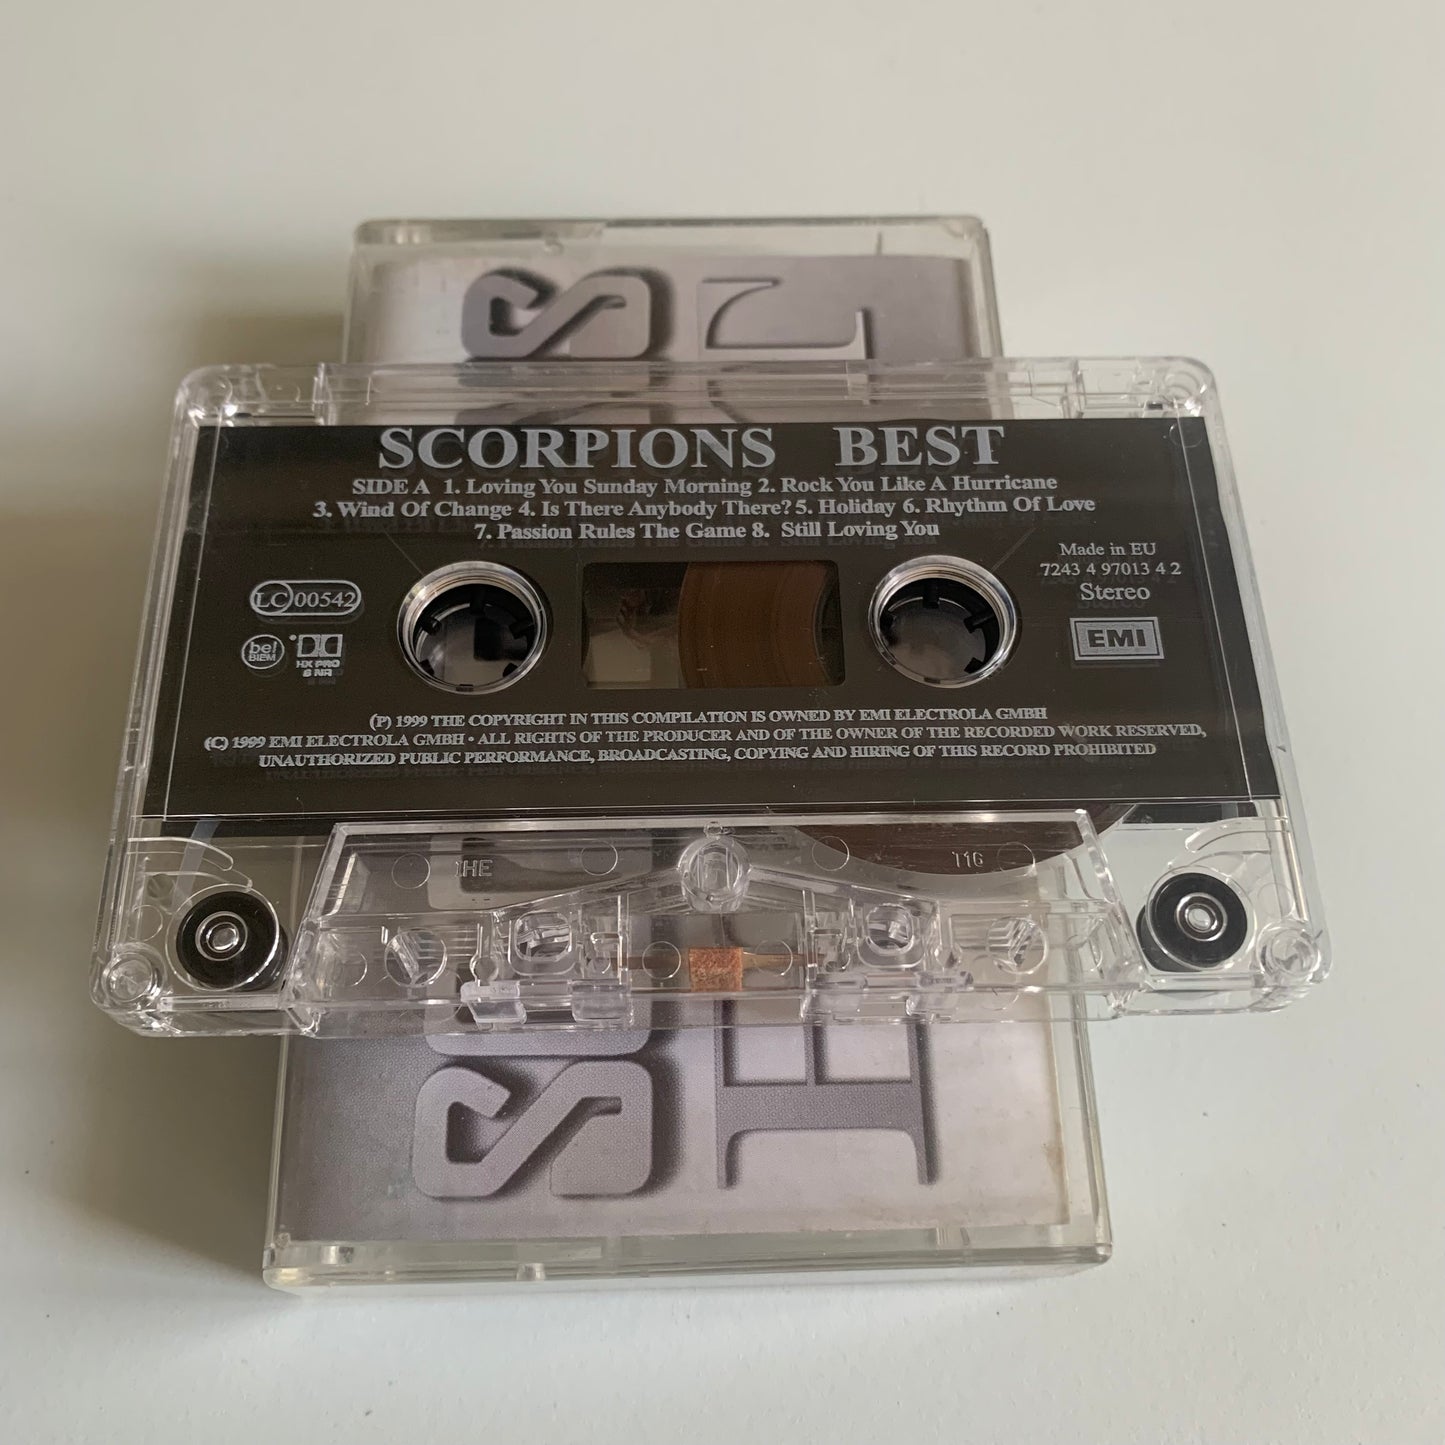 SCORPIONS BEST
SIDE A 1. Loving You Sunday Morning 2. Rock You Like A Hurricane
3. Wind Of Change 4. Is There Anybody There? 5. Holiday 6. Rhythm Of Love
7. Passion Rules The Game 8. Still Loving You
Made in EU
7243 4 97013 4 2
Stereo
EMI
LC 00542
bel
BIEM
HX PRO
B NR
(P) 1999 THE COPYRIGHT IN THIS COMPILATION IS OWNED BY EMI ELECTROLA GMBH
(C) 1999 EMI ELECTROLA GMBH • ALL RIGHTS OF THE PRODUCER AND OF THE OWNER OF THE RECORDED WORK RESERVED,
UNAUTHORIZED PUBLIC PERFORMANCE, BROADCASTING, COPYING AND HIRING OF THIS RECORD PROHIBITED